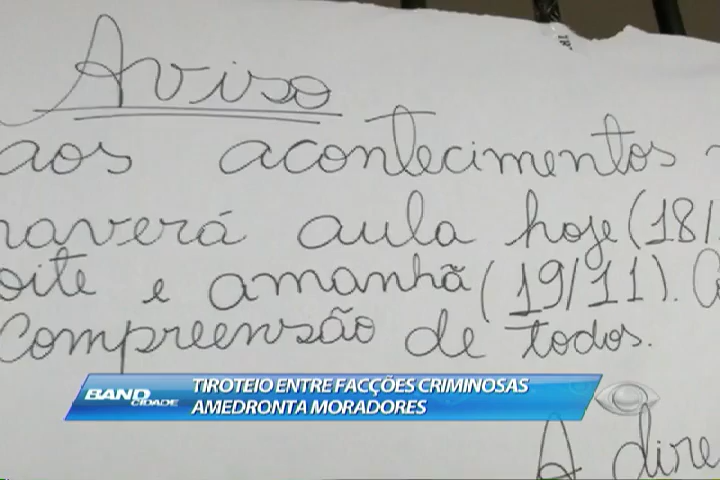 Aviso
aos acontecimentos
haverá aula hoje (18/
oite e amanhã (19/11).
Compreensão de todos.
BAND CIDADE
TIROTEIO ENTRE FACÇÕES CRIMINOSAS
AMEDRONTA MORADORES
A dire